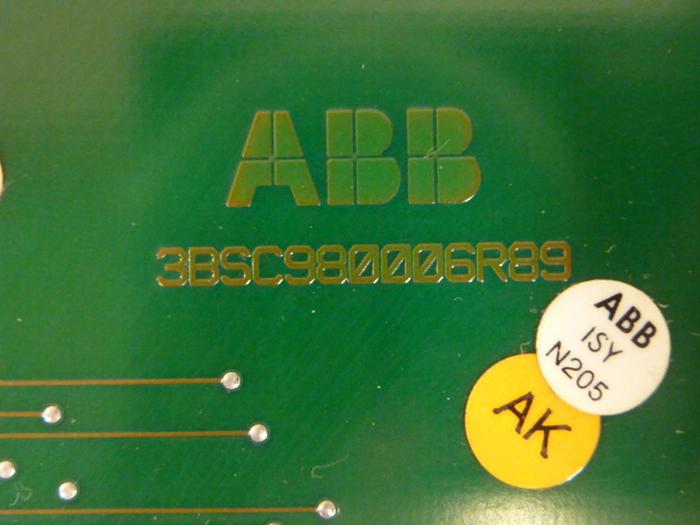 ABB
3BSC980006R89
ABB
ISY
N205
AK